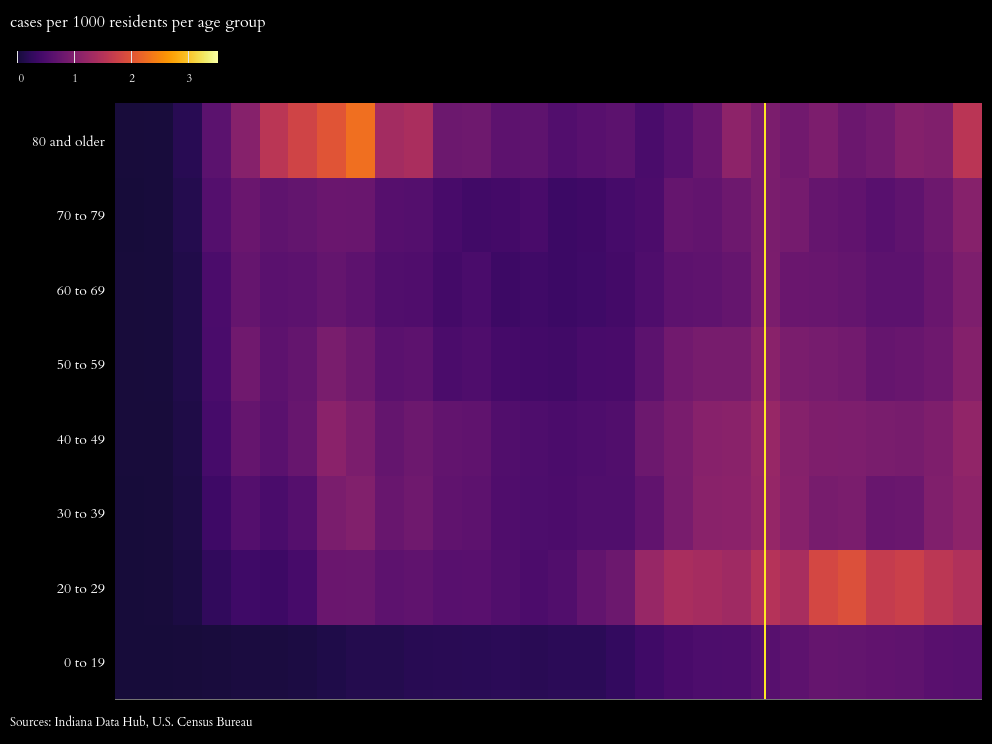 cases per 1000 residents per age group
0 1 2 3
80 and older
70 to 79
60 to 69
50 to 59
40 to 49
30 to 39
20 to 29
0 to 19
Sources: Indiana Data Hub, U.S. Census Bureau